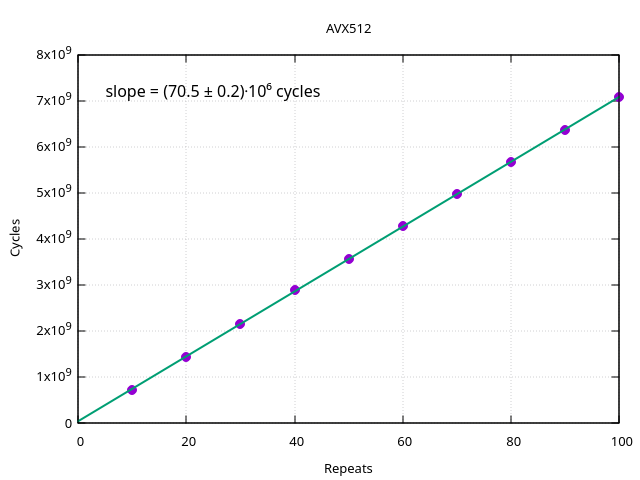 AVX512
8x10⁹
slope = (70.5 ± 0.2)·10⁶ cycles
7x10⁹
6x10⁹
5x10⁹
4x10⁹
3x10⁹
2x10⁹
1x10⁹
0
Cycles
0 20 40 60 80 100
Repeats